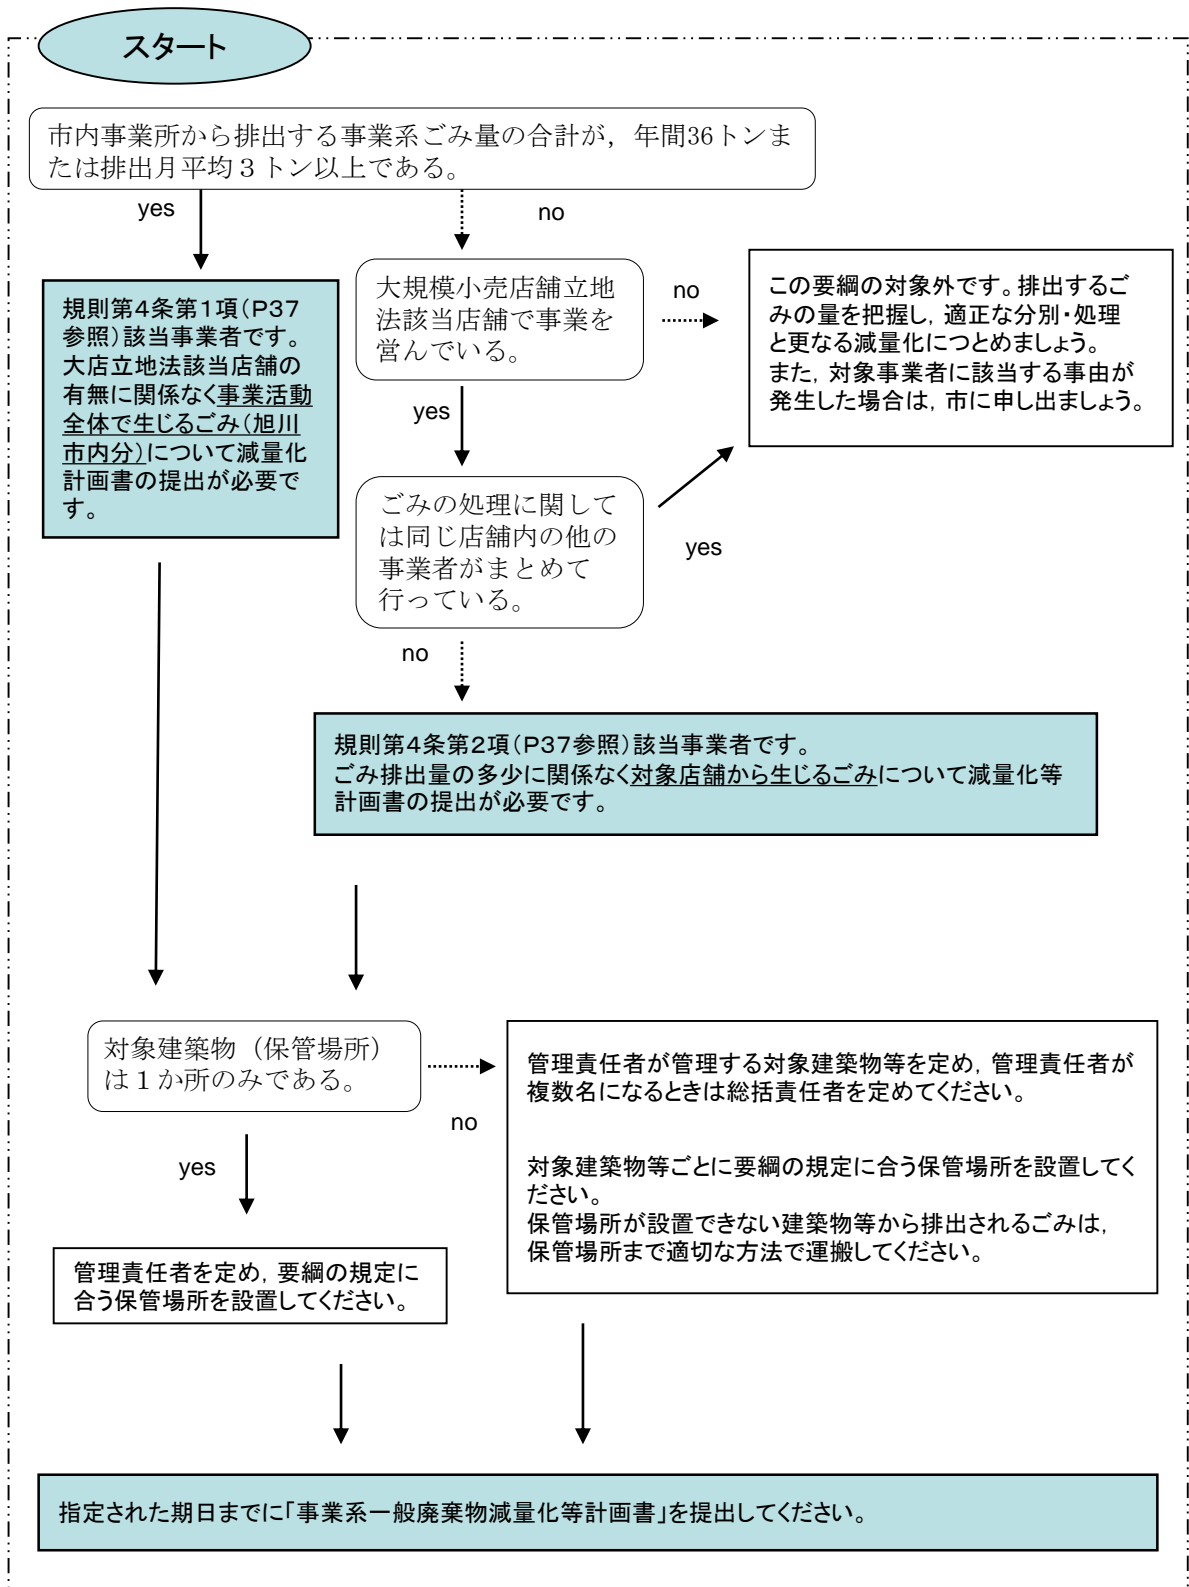 スタート
市内事業所から排出する事業系ごみ量の合計が，年間36トンま
たは排出月平均３トン以上である。
yes
no
規則第4条第1項（P37
参照）該当事業者です。
大店立地法該当店舗の
有無に関係なく事業活動
全体で生じるごみ（旭川
市内分）について減量化
計画書の提出が必要で
す。
大規模小売店舗立地
法該当店舗で事業を
営んでいる。
no
この要綱の対象外です。排出するご
みの量を把握し，適正な分別・処理
と更なる減量化につとめましょう。
また，対象事業者に該当する事由が
発生した場合は，市に申し出ましょう。
yes
ごみの処理に関して
は同じ店舗内の他の
事業者がまとめて
行っている。
yes
no
規則第4条第2項（P37参照）該当事業者です。
ごみ排出量の多少に関係なく対象店舗から生じるごみについて減量化等
計画書の提出が必要です。
対象建築物（保管場所）
は１か所のみである。
no
管理責任者が管理する対象建築物等を定め，管理責任者が
複数名になるときは総括責任者を定めてください。
対象建築物等ごとに要綱の規定に合う保管場所を設置してく
ださい。
保管場所が設置できない建築物等から排出されるごみは，
保管場所まで適切な方法で運搬してください。
yes
管理責任者を定め，要綱の規定に
合う保管場所を設置してください。
指定された期日までに「事業系一般廃棄物減量化等計画書」を提出してください。